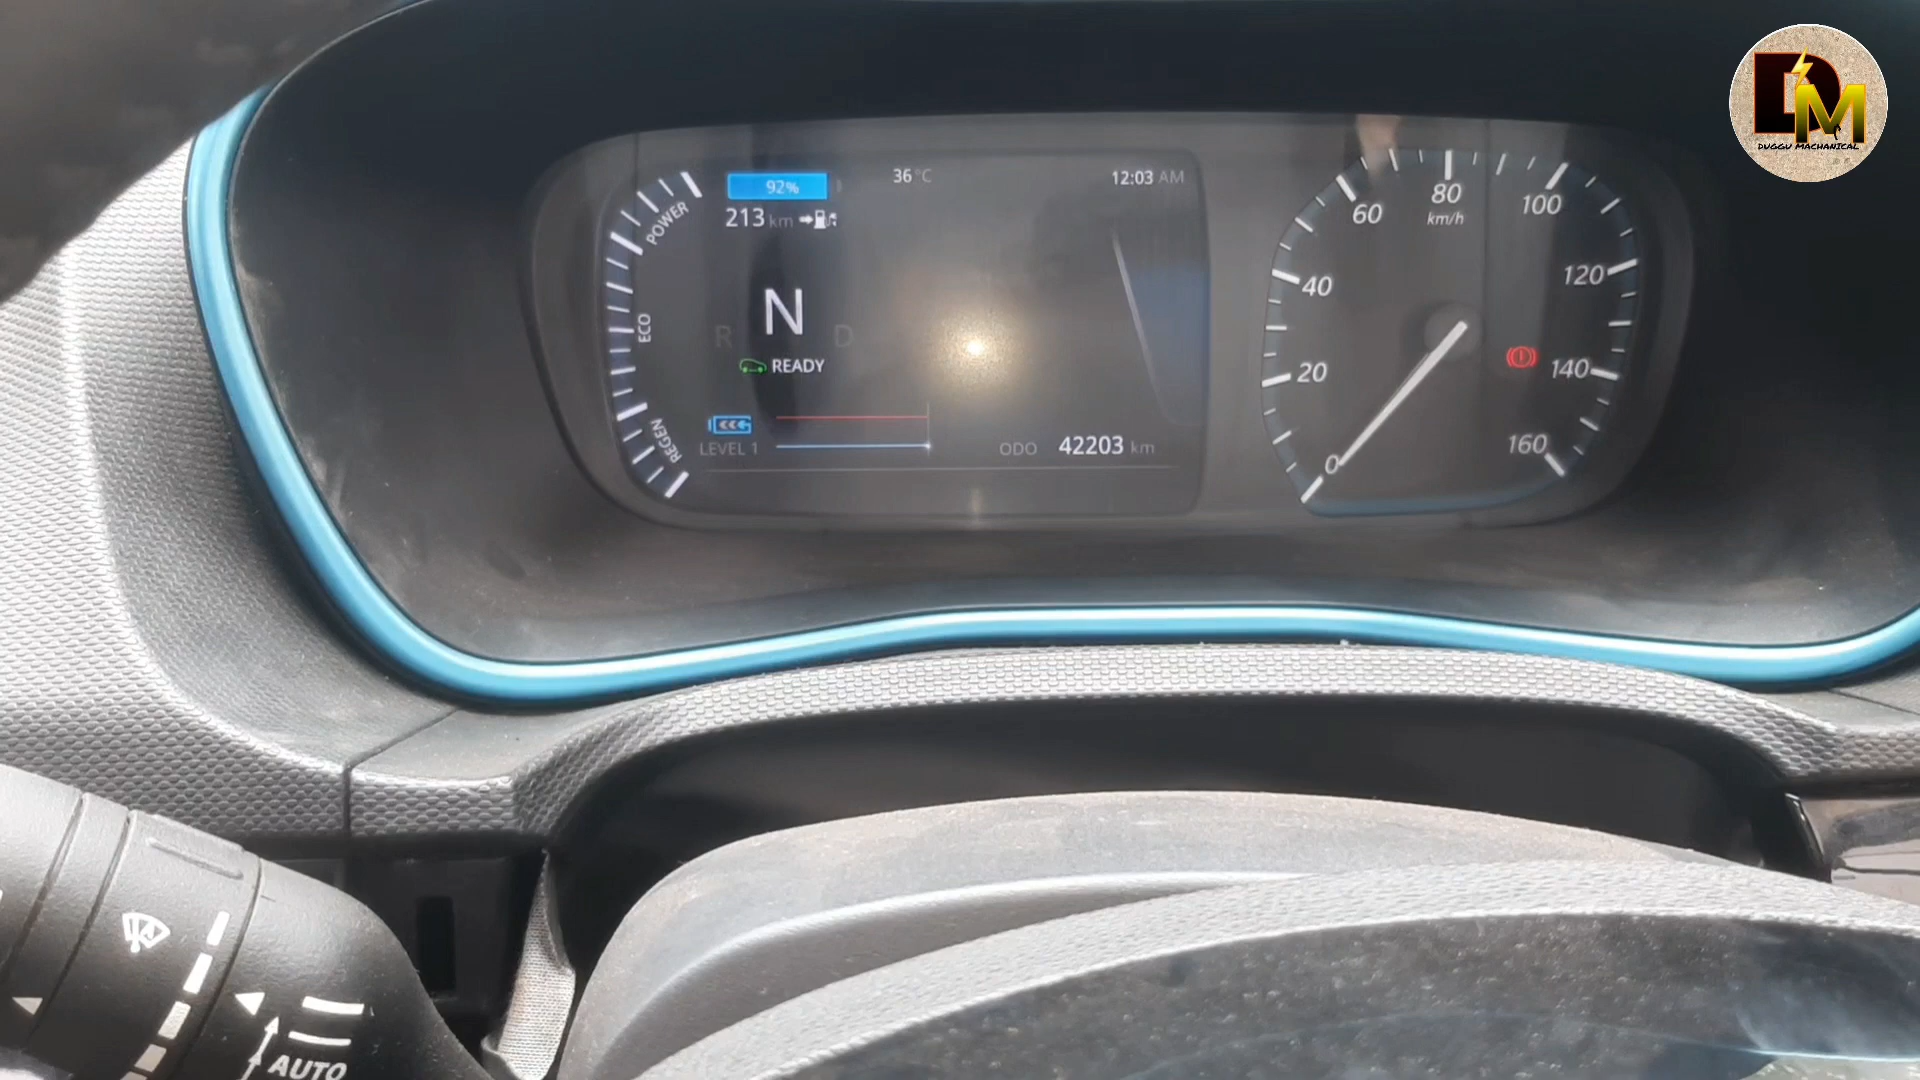 92%
36 °C
12:03 AM
213 km
POWER
ECO
REGEN
R N D
READY
LEVEL 1
ODO 42203 km
0
20
40
60
80
km/h
100
120
140
160
AUTO
DM
DUGGU MACHANICAL